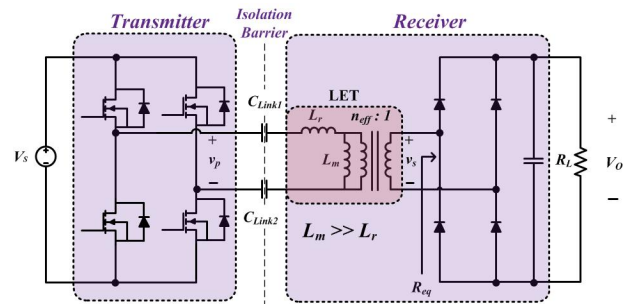 Transmitter
Isolation
Barrier
Receiver
C_Link1
LET
L_r
n_eff : 1
V_S
+
v_p
−
L_m
+
v_s
−
R_L
+
V_O
−
C_Link2
L_m >> L_r
R_eq